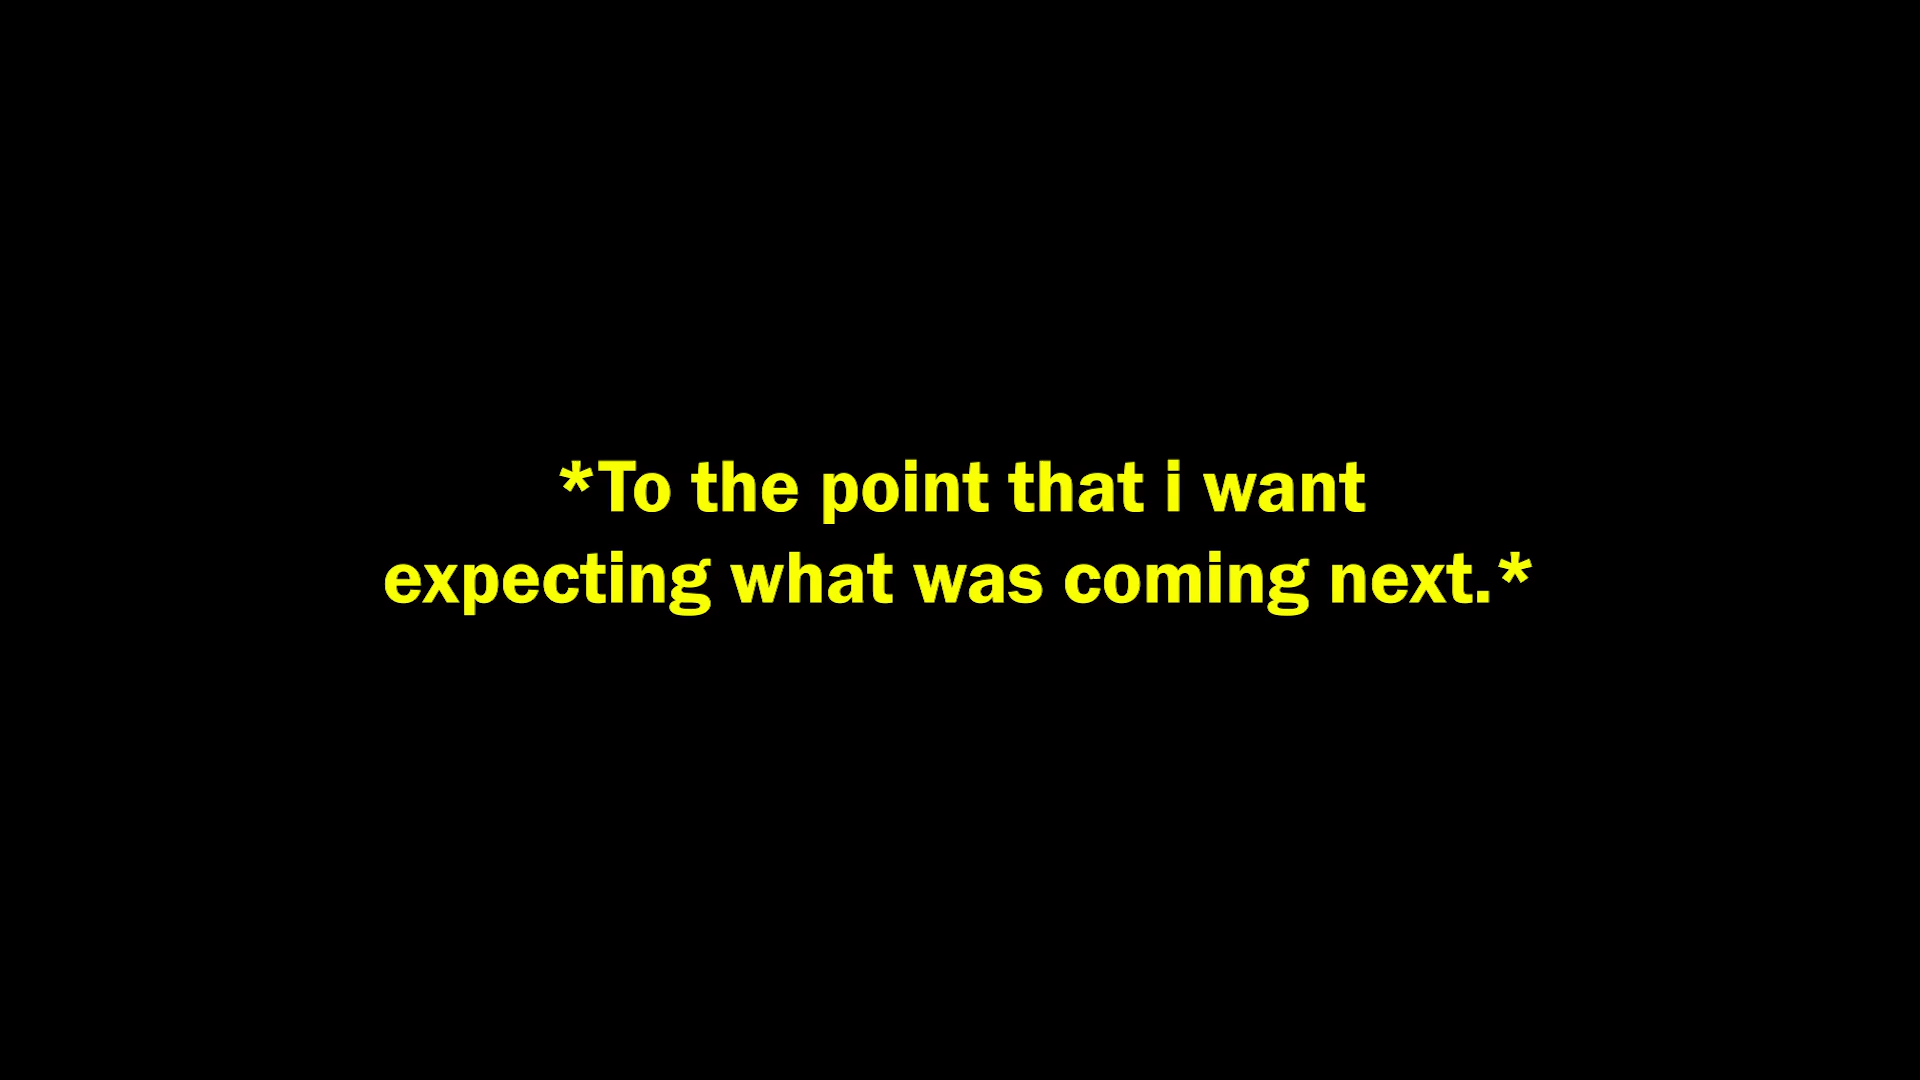 *To the point that i want
expecting what was coming next.*